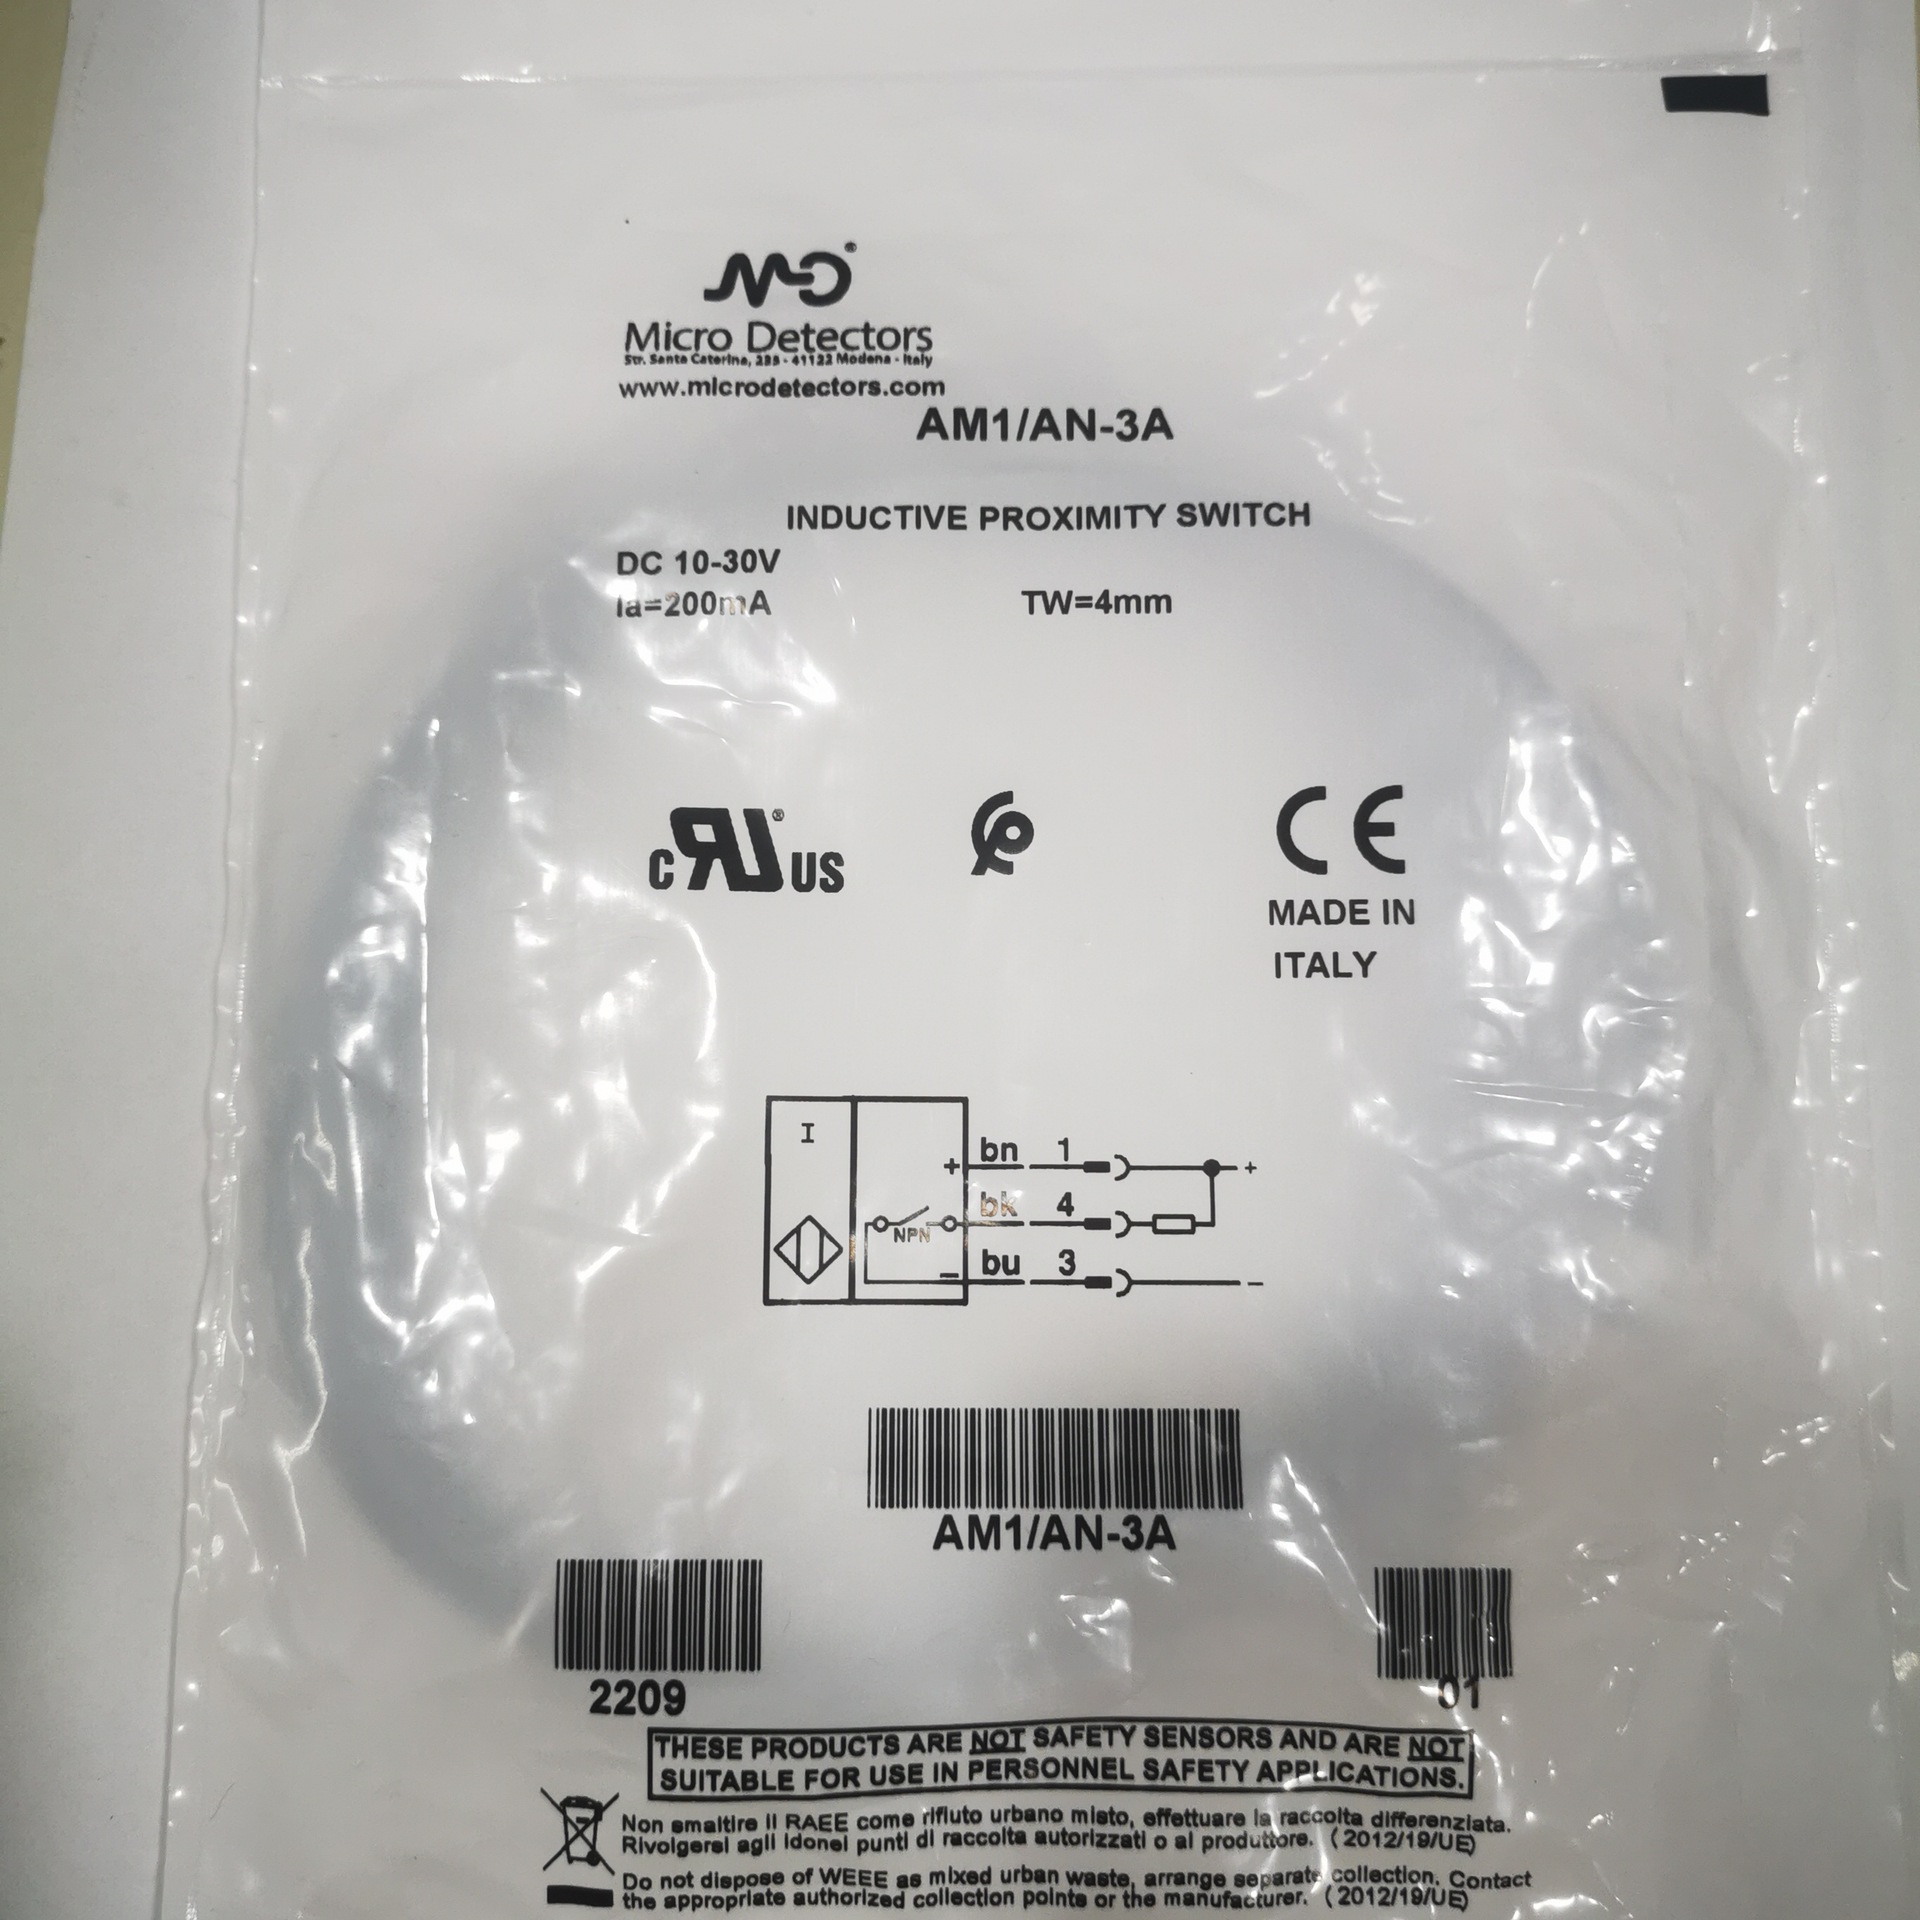 MD®
Micro Detectors
Str. Santa Caterina, 235 - 41122 Modena - Italy
www.microdetectors.com
AM1/AN-3A
INDUCTIVE PROXIMITY SWITCH
DC 10-30V
Ia=200mA TW=4mm
c RU ® US
CE
MADE IN
ITALY
I
+ bn 1 +
bk 4
NPN
bu 3
- -
AM1/AN-3A
2209 01
THESE PRODUCTS ARE NOT SAFETY SENSORS AND ARE NOT
SUITABLE FOR USE IN PERSONNEL SAFETY APPLICATIONS.
Non smaltire il RAEE come rifiuto urbano misto, effettuare la raccolta differenziata.
Rivolgersi agli idonei punti di raccolta autorizzati o al produttore. (2012/19/UE)
Do not dispose of WEEE as mixed urban waste, arrange separate collection. Contact
the appropriate authorized collection points or the manufacturer. (2012/19/UE)